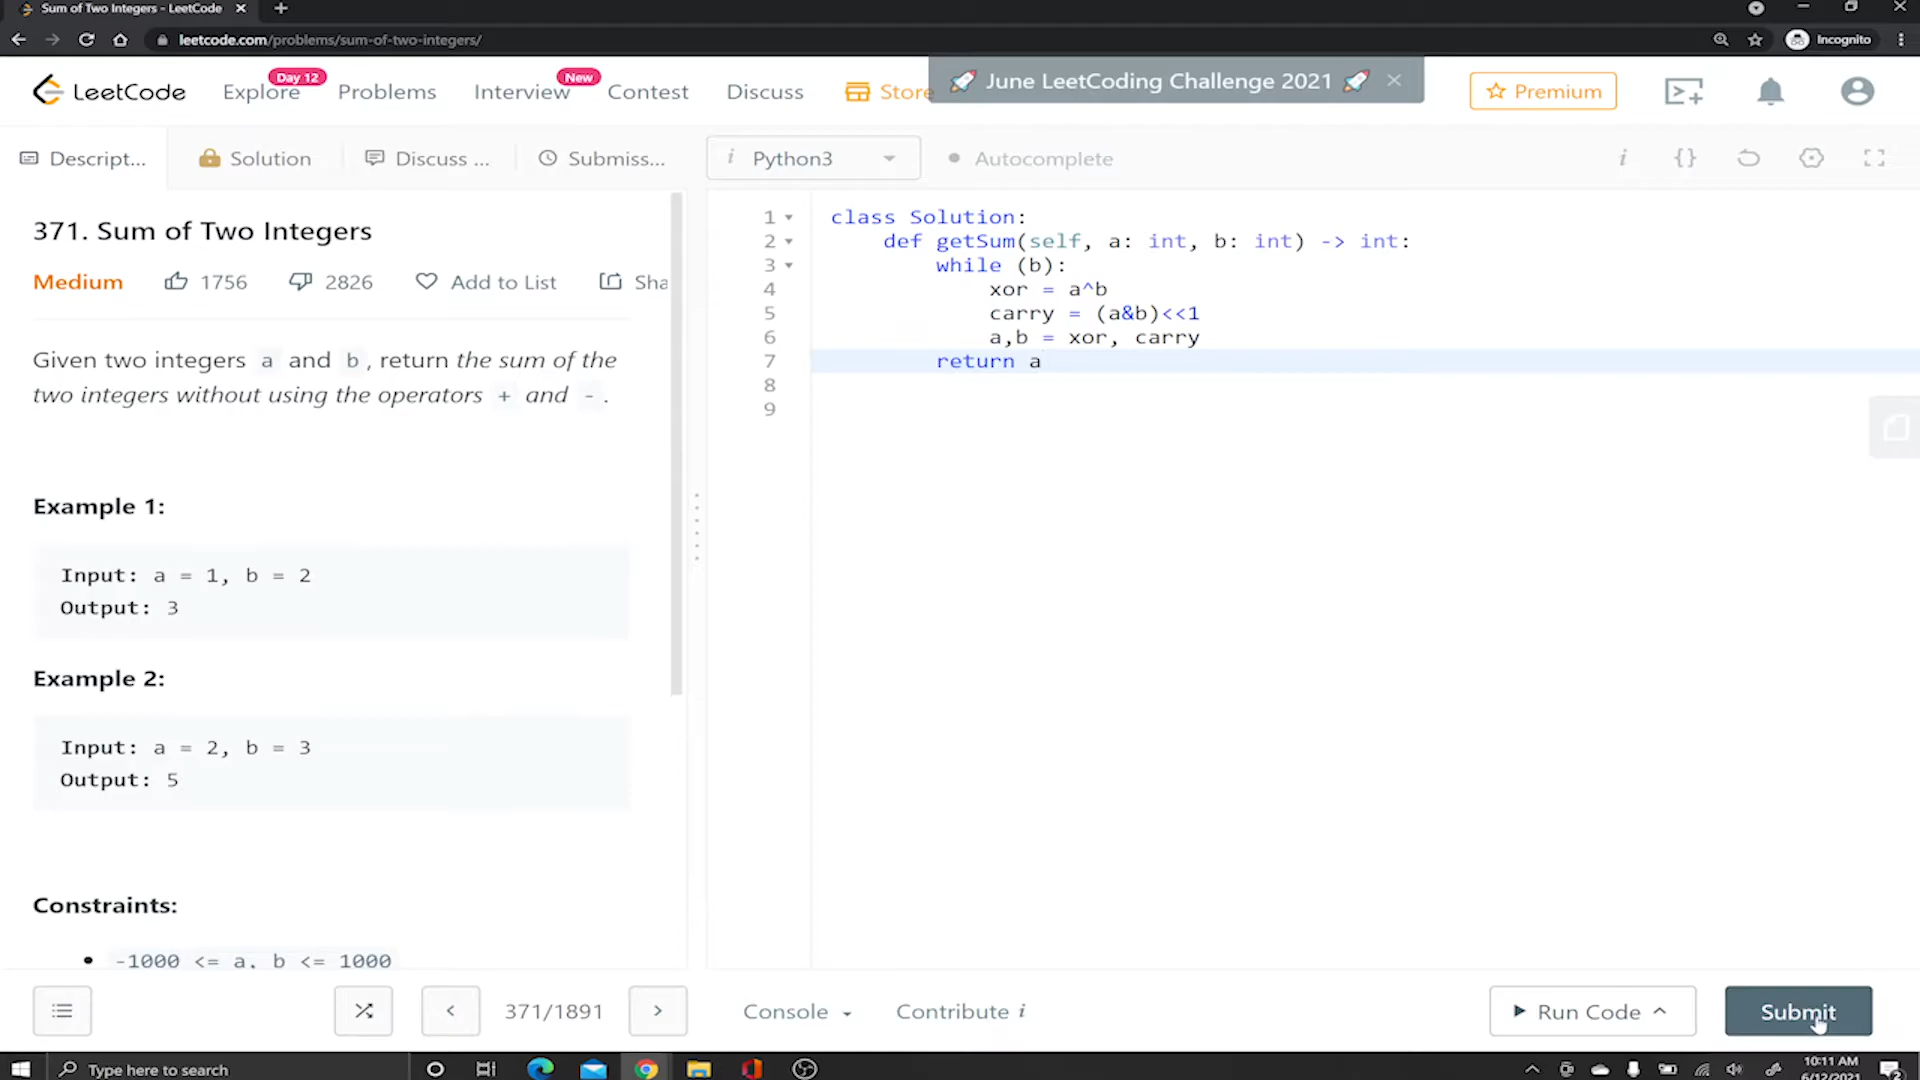 Sum of Two Integers - LeetCode
leetcode.com/problems/sum-of-two-integers/
Incognito
LeetCode
Explore
Day 12
Problems
Interview
New
Contest
Discuss
Store
🚀 June LeetCoding Challenge 2021 🚀
Premium
Descript...
Solution
Discuss ...
Submiss...
i Python3
Autocomplete
i {}
371. Sum of Two Integers
Medium 1756 2826 Add to List Sha
Given two integers a and b, return the sum of the
two integers without using the operators + and - .
Example 1:
Input: a = 1, b = 2
Output: 3
Example 2:
Input: a = 2, b = 3
Output: 5
Constraints:
-1000 <= a, b <= 1000
1 class Solution:
2 def getSum(self, a: int, b: int) -> int:
3 while (b):
4 xor = a^b
5 carry = (a&b)<<1
6 a,b = xor, carry
7 return a
8
9
371/1891
Console
Contribute i
Run Code
Submit
Type here to search
10:11 AM
6/12/2021
2